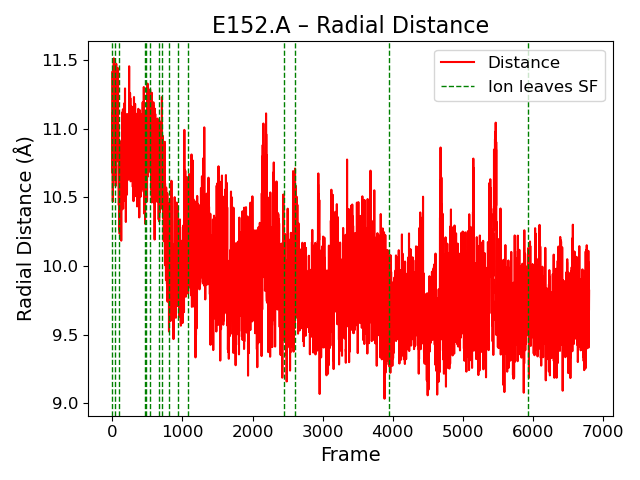 E152.A – Radial Distance
Radial Distance (Å)
11.5
11.0
10.5
10.0
9.5
9.0
Distance
Ion leaves SF
0 1000 2000 3000 4000 5000 6000 7000
Frame